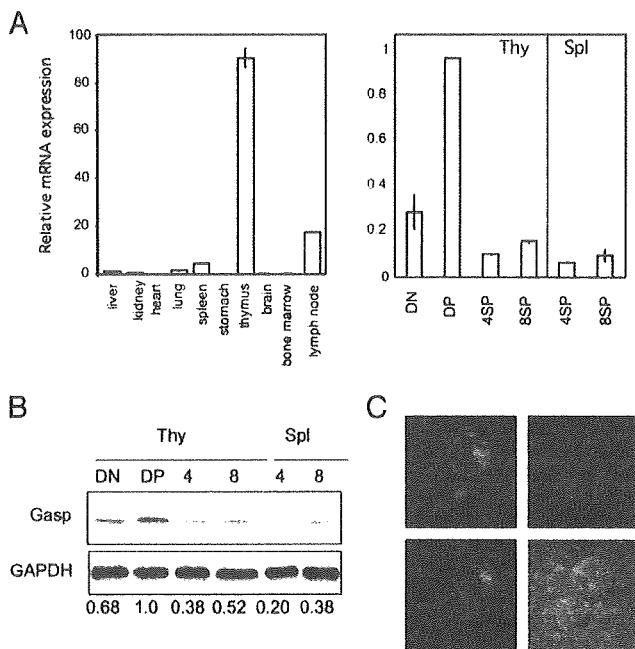 A
Relative mRNA expression
100
80
60
40
20
0
liver
kidney
heart
lung
spleen
stomach
thymus
brain
bone marrow
lymph node
Thy Spl
1
0.8
0.6
0 4
0.2
0
DN
DP
4SP
8SP
4SP
8SP
B
Thy Spl
DN DP 4 8 4 8
Gasp
GAPDH
0.68 1.0 0.38 0.52 0.20 0.38
C